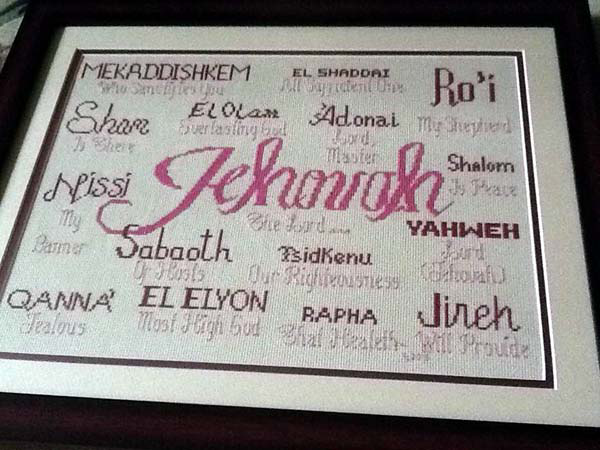 MEKADDISHKEM
Who Sanctifies You
EL SHADDAI
All Sufficient One
Ro'i
My Shepherd
Sham
Is There
EL OLAM
Everlasting God
Adonai
Lord,
Master
Shalom
Is Peace
Jehovah
The Lord....
Nissi
My
Banner
Sabaoth
Of Hosts
TsidKenu
Our Righteousness
YAHWEH
Lord
(Jehovah)
QANNA'
Jealous
EL ELYON
Most High God
RAPHA
That Healeth
Jireh
Will Provide